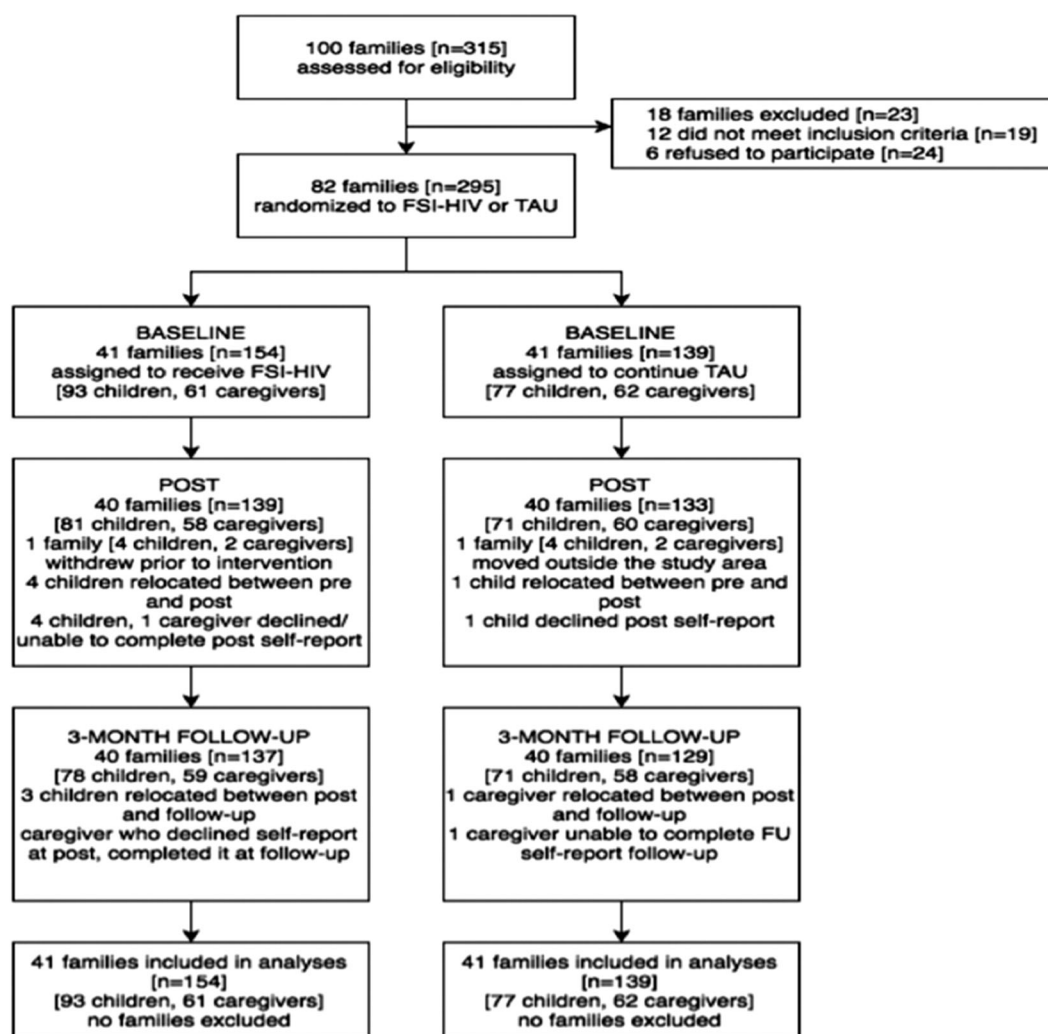 100 families [n=315]
assessed for eligibility
18 families excluded [n=23]
12 did not meet inclusion criteria [n=19]
6 refused to participate [n=24]
82 families [n=295]
randomized to FSI-HIV or TAU
BASELINE
41 families [n=154]
assigned to receive FSI-HIV
[93 children, 61 caregivers]
BASELINE
41 families [n=139]
assigned to continue TAU
[77 children, 62 caregivers]
POST
40 families [n=139]
[81 children, 58 caregivers]
1 family [4 children, 2 caregivers]
withdrew prior to intervention
4 children relocated between pre
and post
4 children, 1 caregiver declined/
unable to complete post self-report
POST
40 families [n=133]
[71 children, 60 caregivers]
1 family [4 children, 2 caregivers]
moved outside the study area
1 child relocated between pre and
post
1 child declined post self-report
3-MONTH FOLLOW-UP
40 families [n=137]
[78 children, 59 caregivers]
3 children relocated between post
and follow-up
caregiver who declined self-report
at post, completed it at follow-up
3-MONTH FOLLOW-UP
40 families [n=129]
[71 children, 58 caregivers]
1 caregiver relocated between post
and follow-up
1 caregiver unable to complete FU
self-report follow-up
41 families included in analyses
[n=154]
[93 children, 61 caregivers]
no families excluded
41 families included in analyses
[n=139]
[77 children, 62 caregivers]
no families excluded